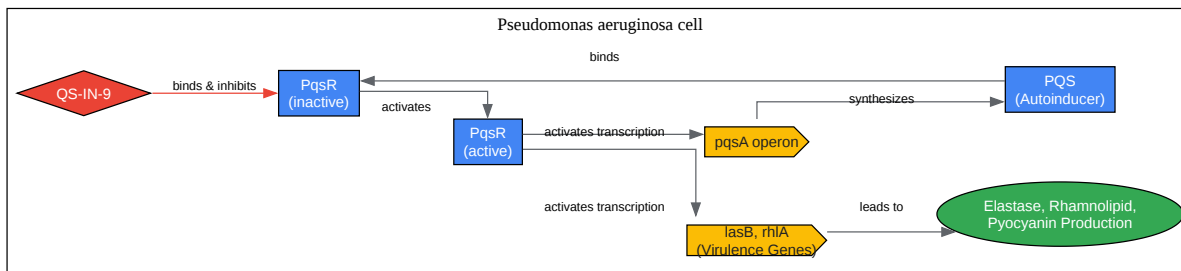 Pseudomonas aeruginosa cell
binds
QS-IN-9
binds & inhibits
PqsR
(inactive)
activates
PqsR
(active)
activates transcription
pqsA operon
synthesizes
PQS
(Autoinducer)
activates transcription
lasB, rhlA
(Virulence Genes)
leads to
Elastase, Rhamnolipid,
Pyocyanin Production